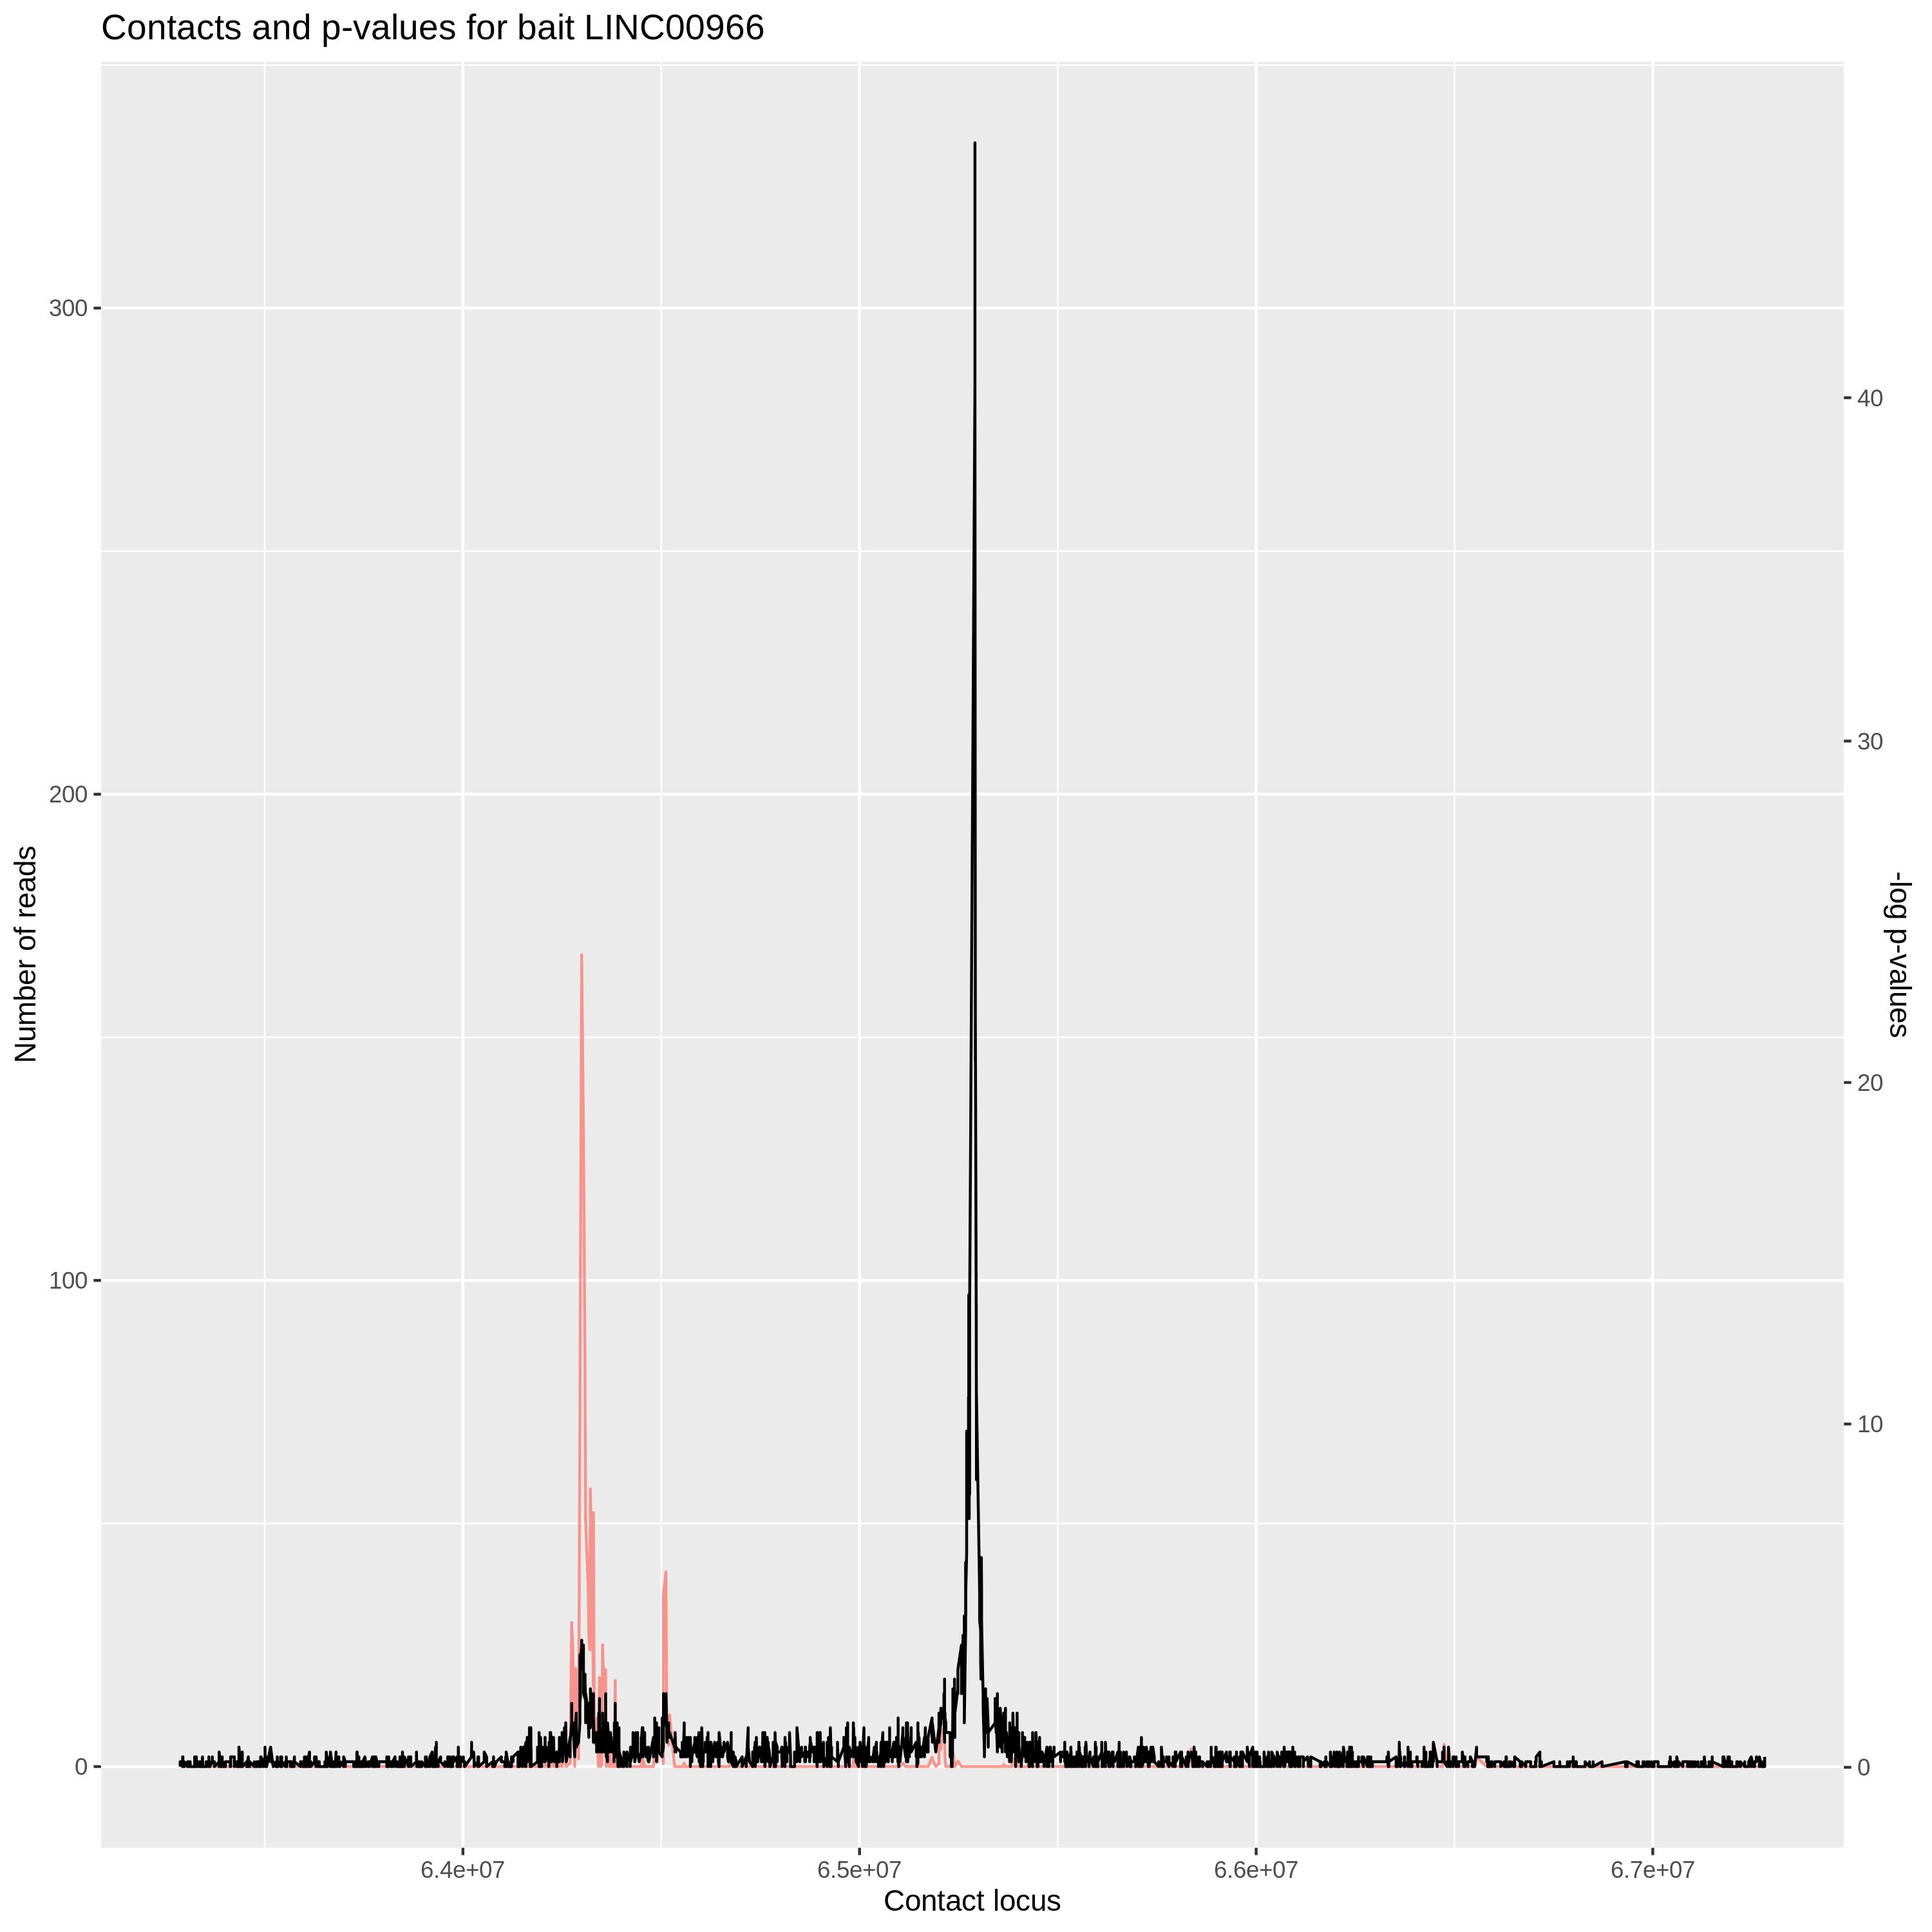 Contacts and p-values for bait LINC00966
Number of reads
300
200
100
0
-log p-values
40
30
20
10
0
6.4e+07
6.5e+07
6.6e+07
6.7e+07
Contact locus